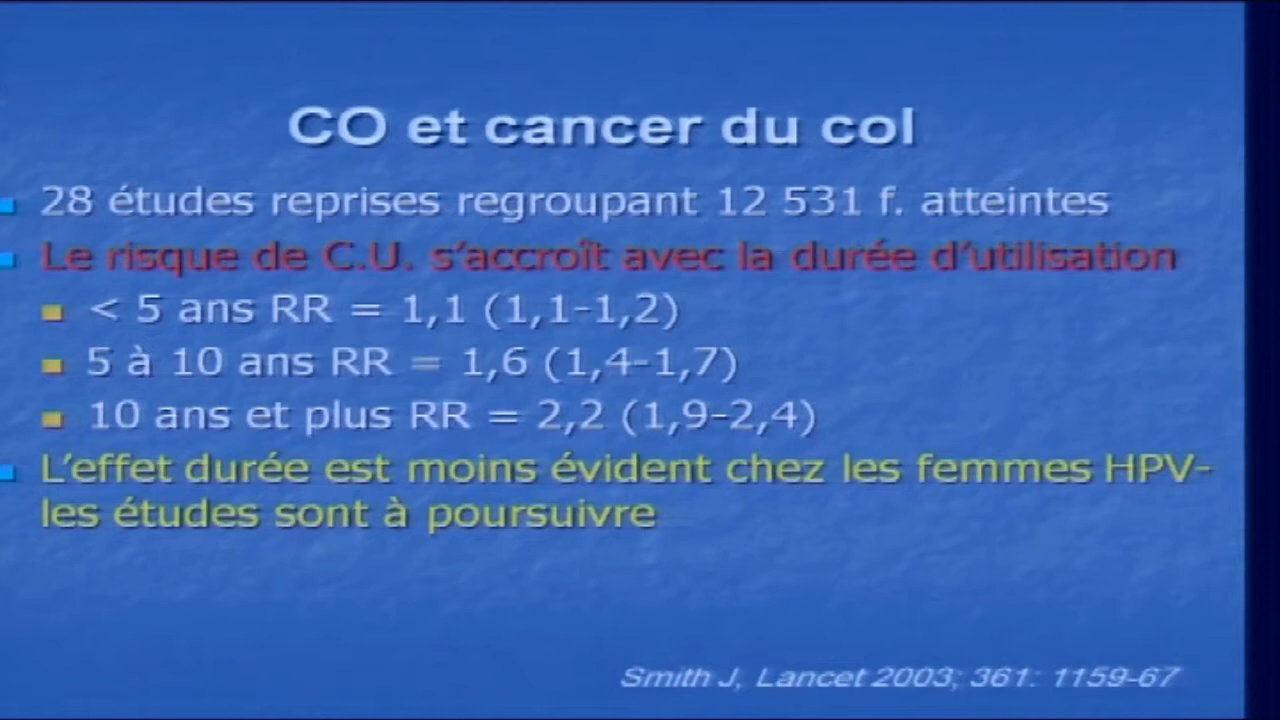 CO et cancer du col
28 études reprises regroupant 12 531 f. atteintes
Le risque de C.U. s'accroît avec la durée d'utilisation
< 5 ans RR = 1,1 (1,1-1,2)
5 à 10 ans RR = 1,6 (1,4-1,7)
10 ans et plus RR = 2,2 (1,9-2,4)
L'effet durée est moins évident chez les femmes HPV-
les études sont à poursuivre
Smith J, Lancet 2003; 361: 1159-67